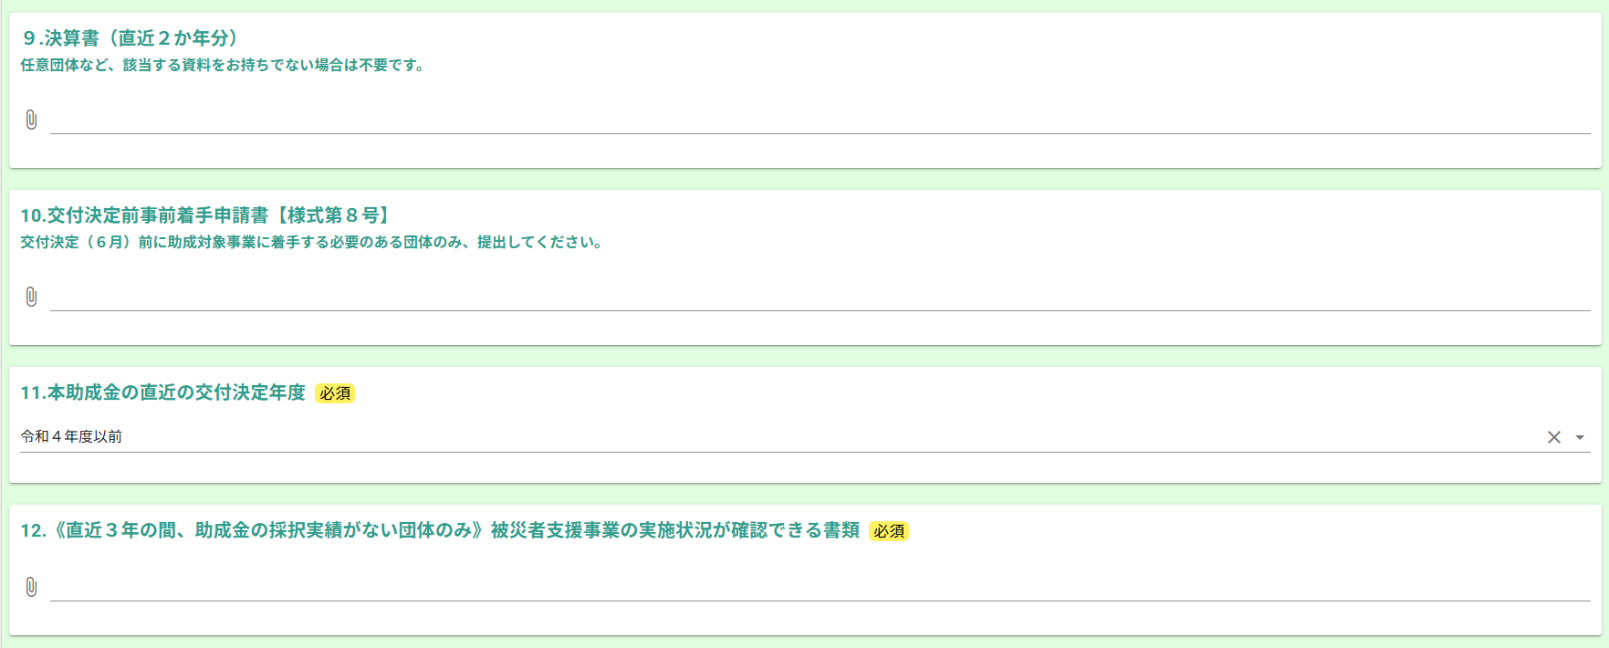 ９.決算書（直近２か年分）
任意団体など、該当する資料をお持ちでない場合は不要です。
10.交付決定前事前着手申請書【様式第８号】
交付決定（６月）前に助成対象事業に着手する必要のある団体のみ、提出してください。
11.本助成金の直近の交付決定年度 必須
令和４年度以前
12.《直近３年の間、助成金の採択実績がない団体のみ》被災者支援事業の実施状況が確認できる書類 必須